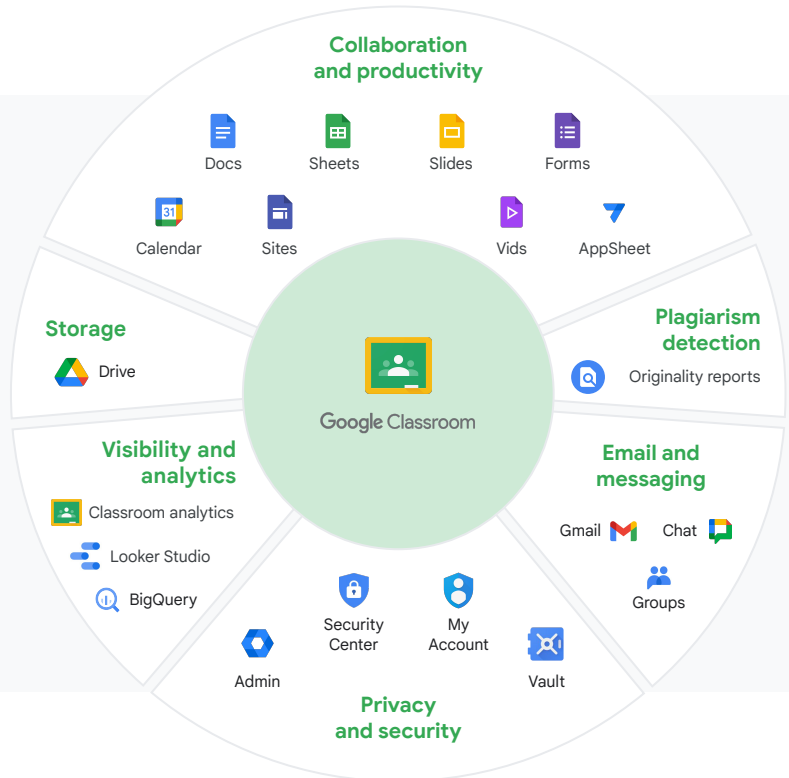 Collaboration
and productivity
Docs
Sheets
Slides
Forms
31
Calendar
Sites
Vids
AppSheet
Storage
Drive
Plagiarism
detection
Originality reports
Google Classroom
Visibility and
analytics
Classroom analytics
Looker Studio
BigQuery
Email and
messaging
Gmail
Chat
Groups
Security
Center
My
Account
Admin
Vault
Privacy
and security